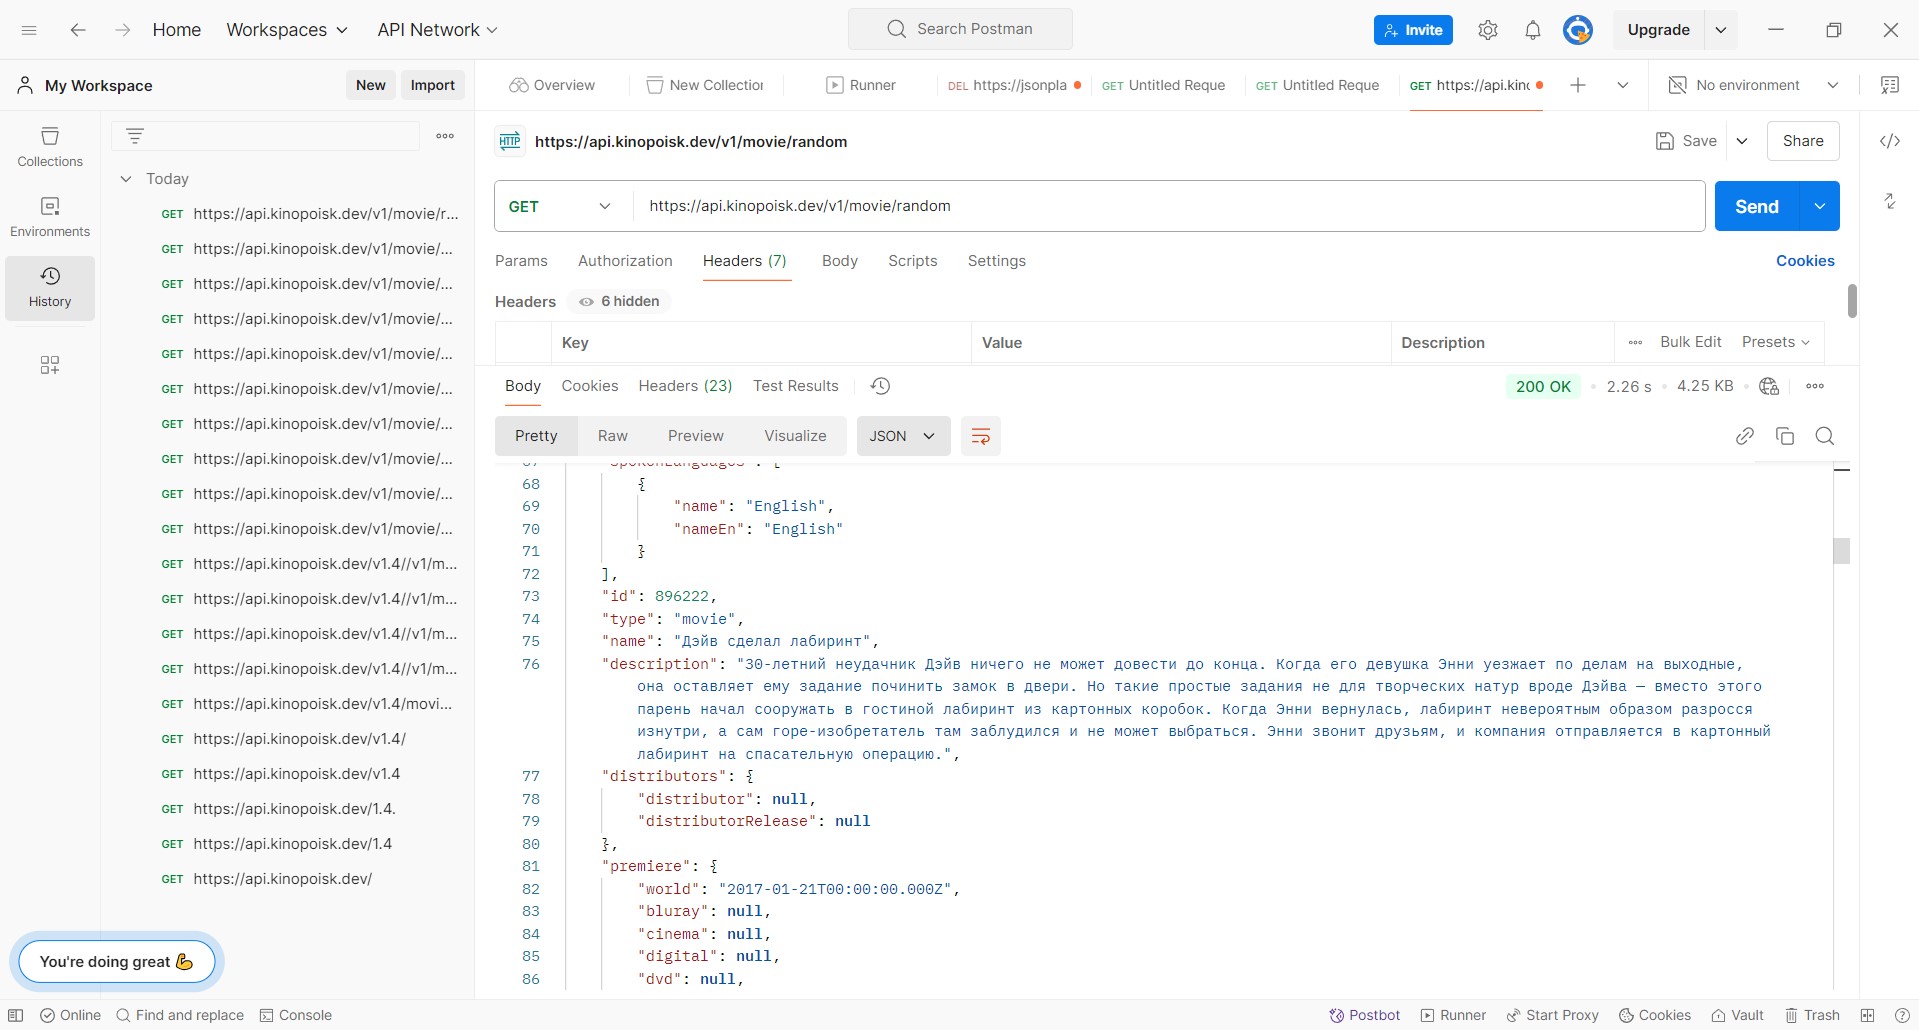 Home
Workspaces
API Network
Search Postman
Invite
Upgrade
My Workspace
New
Import
Overview
New Collection
Runner
DEL https://jsonpla
GET Untitled Reque
GET Untitled Reque
GET https://api.kin
No environment
Collections
Environments
History
Today
GET https://api.kinopoisk.dev/v1/movie/r...
GET https://api.kinopoisk.dev/v1/movie/...
GET https://api.kinopoisk.dev/v1/movie/...
GET https://api.kinopoisk.dev/v1/movie/...
GET https://api.kinopoisk.dev/v1/movie/...
GET https://api.kinopoisk.dev/v1/movie/...
GET https://api.kinopoisk.dev/v1/movie/...
GET https://api.kinopoisk.dev/v1/movie/...
GET https://api.kinopoisk.dev/v1/movie/...
GET https://api.kinopoisk.dev/v1/movie/...
GET https://api.kinopoisk.dev/v1.4//v1/m...
GET https://api.kinopoisk.dev/v1.4//v1/m...
GET https://api.kinopoisk.dev/v1.4//v1/m...
GET https://api.kinopoisk.dev/v1.4//v1/m...
GET https://api.kinopoisk.dev/v1.4/movi...
GET https://api.kinopoisk.dev/v1.4/
GET https://api.kinopoisk.dev/v1.4
GET https://api.kinopoisk.dev/1.4.
GET https://api.kinopoisk.dev/1.4
GET https://api.kinopoisk.dev/
You're doing great 💪
HTTP https://api.kinopoisk.dev/v1/movie/random
Save
Share
GET https://api.kinopoisk.dev/v1/movie/random
Send
Params Authorization Headers (7) Body Scripts Settings
Cookies
Headers 6 hidden
Key Value Description Bulk Edit Presets
Body Cookies Headers (23) Test Results
200 OK • 2.26 s • 4.25 KB
Pretty Raw Preview Visualize JSON
67 "spokenLanguages": [
68 {
69 "name": "English",
70 "nameEn": "English"
71 }
72 ],
73 "id": 896222,
74 "type": "movie",
75 "name": "Дэйв сделал лабиринт",
76 "description": "30-летний неудачник Дэйв ничего не может довести до конца. Когда его девушка Энни уезжает по делам на выходные,
она оставляет ему задание починить замок в двери. Но такие простые задания не для творческих натур вроде Дэйва — вместо этого
парень начал сооружать в гостиной лабиринт из картонных коробок. Когда Энни вернулась, лабиринт невероятным образом разросся
изнутри, а сам горе-изобретатель там заблудился и не может выбраться. Энни звонит друзьям, и компания отправляется в картонный
лабиринт на спасательную операцию.",
77 "distributors": {
78 "distributor": null,
79 "distributorRelease": null
80 },
81 "premiere": {
82 "world": "2017-01-21T00:00:00.000Z",
83 "bluray": null,
84 "cinema": null,
85 "digital": null,
86 "dvd": null,
Online
Find and replace
Console
Postbot
Runner
Start Proxy
Cookies
Vault
Trash